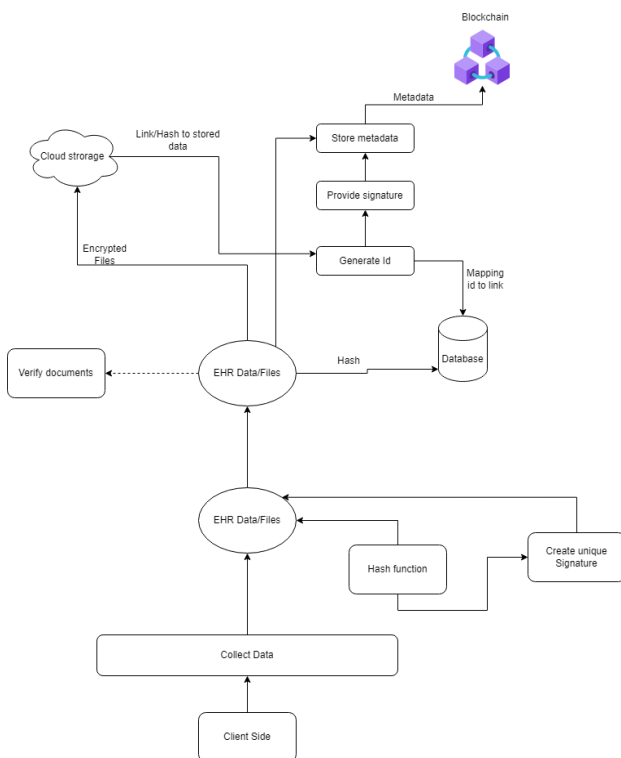 Blockchain
Metadata
Link/Hash to stored
data
Store metadata
Cloud strorage
Provide signature
Encrypted
Files
Generate Id
Mapping
id to link
Database
Hash
Verify documents
EHR Data/Files
EHR Data/Files
Create unique
Signature
Hash function
Collect Data
Client Side